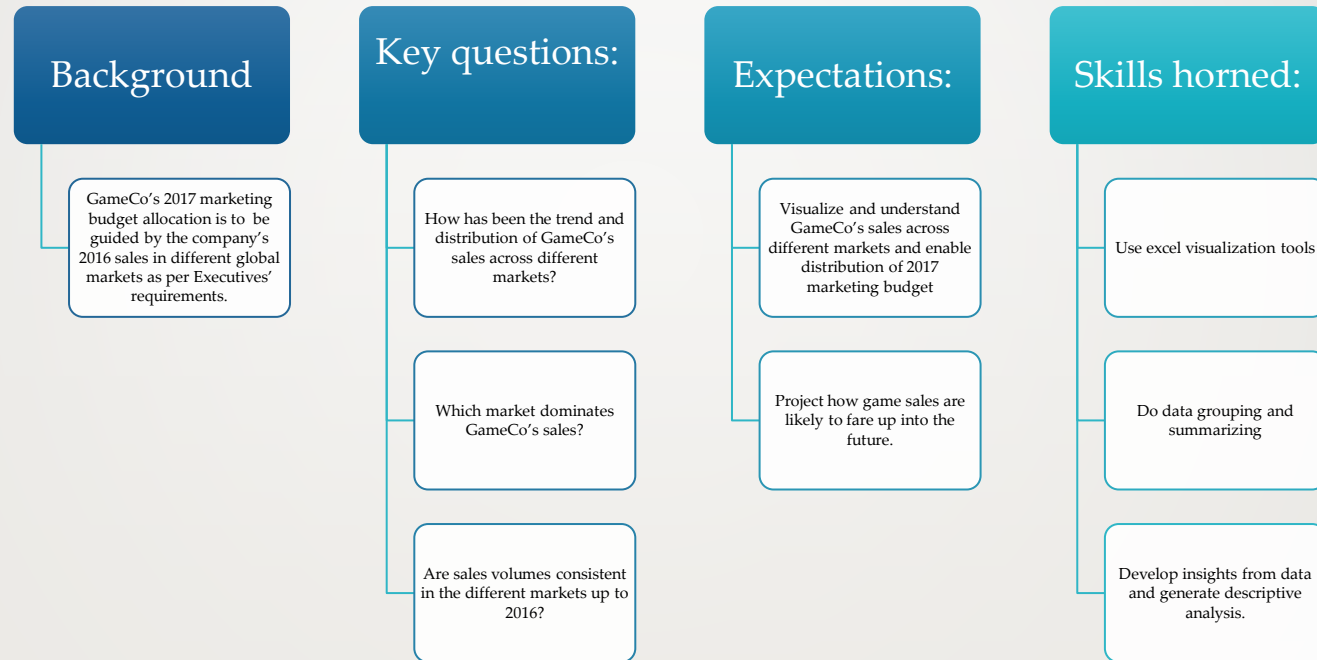 Background
GameCo’s 2017 marketing
budget allocation is to be
guided by the company’s
2016 sales in different global
markets as per Executives’
requirements.
Key questions:
How has been the trend and
distribution of GameCo’s
sales across different
markets?
Which market dominates
GameCo’s sales?
Are sales volumes consistent
in the different markets up to
2016?
Expectations:
Visualize and understand
GameCo’s sales across
different markets and enable
distribution of 2017
marketing budget
Project how game sales are
likely to fare up into the
future.
Skills horned:
Use excel visualization tools
Do data grouping and
summarizing
Develop insights from data
and generate descriptive
analysis.